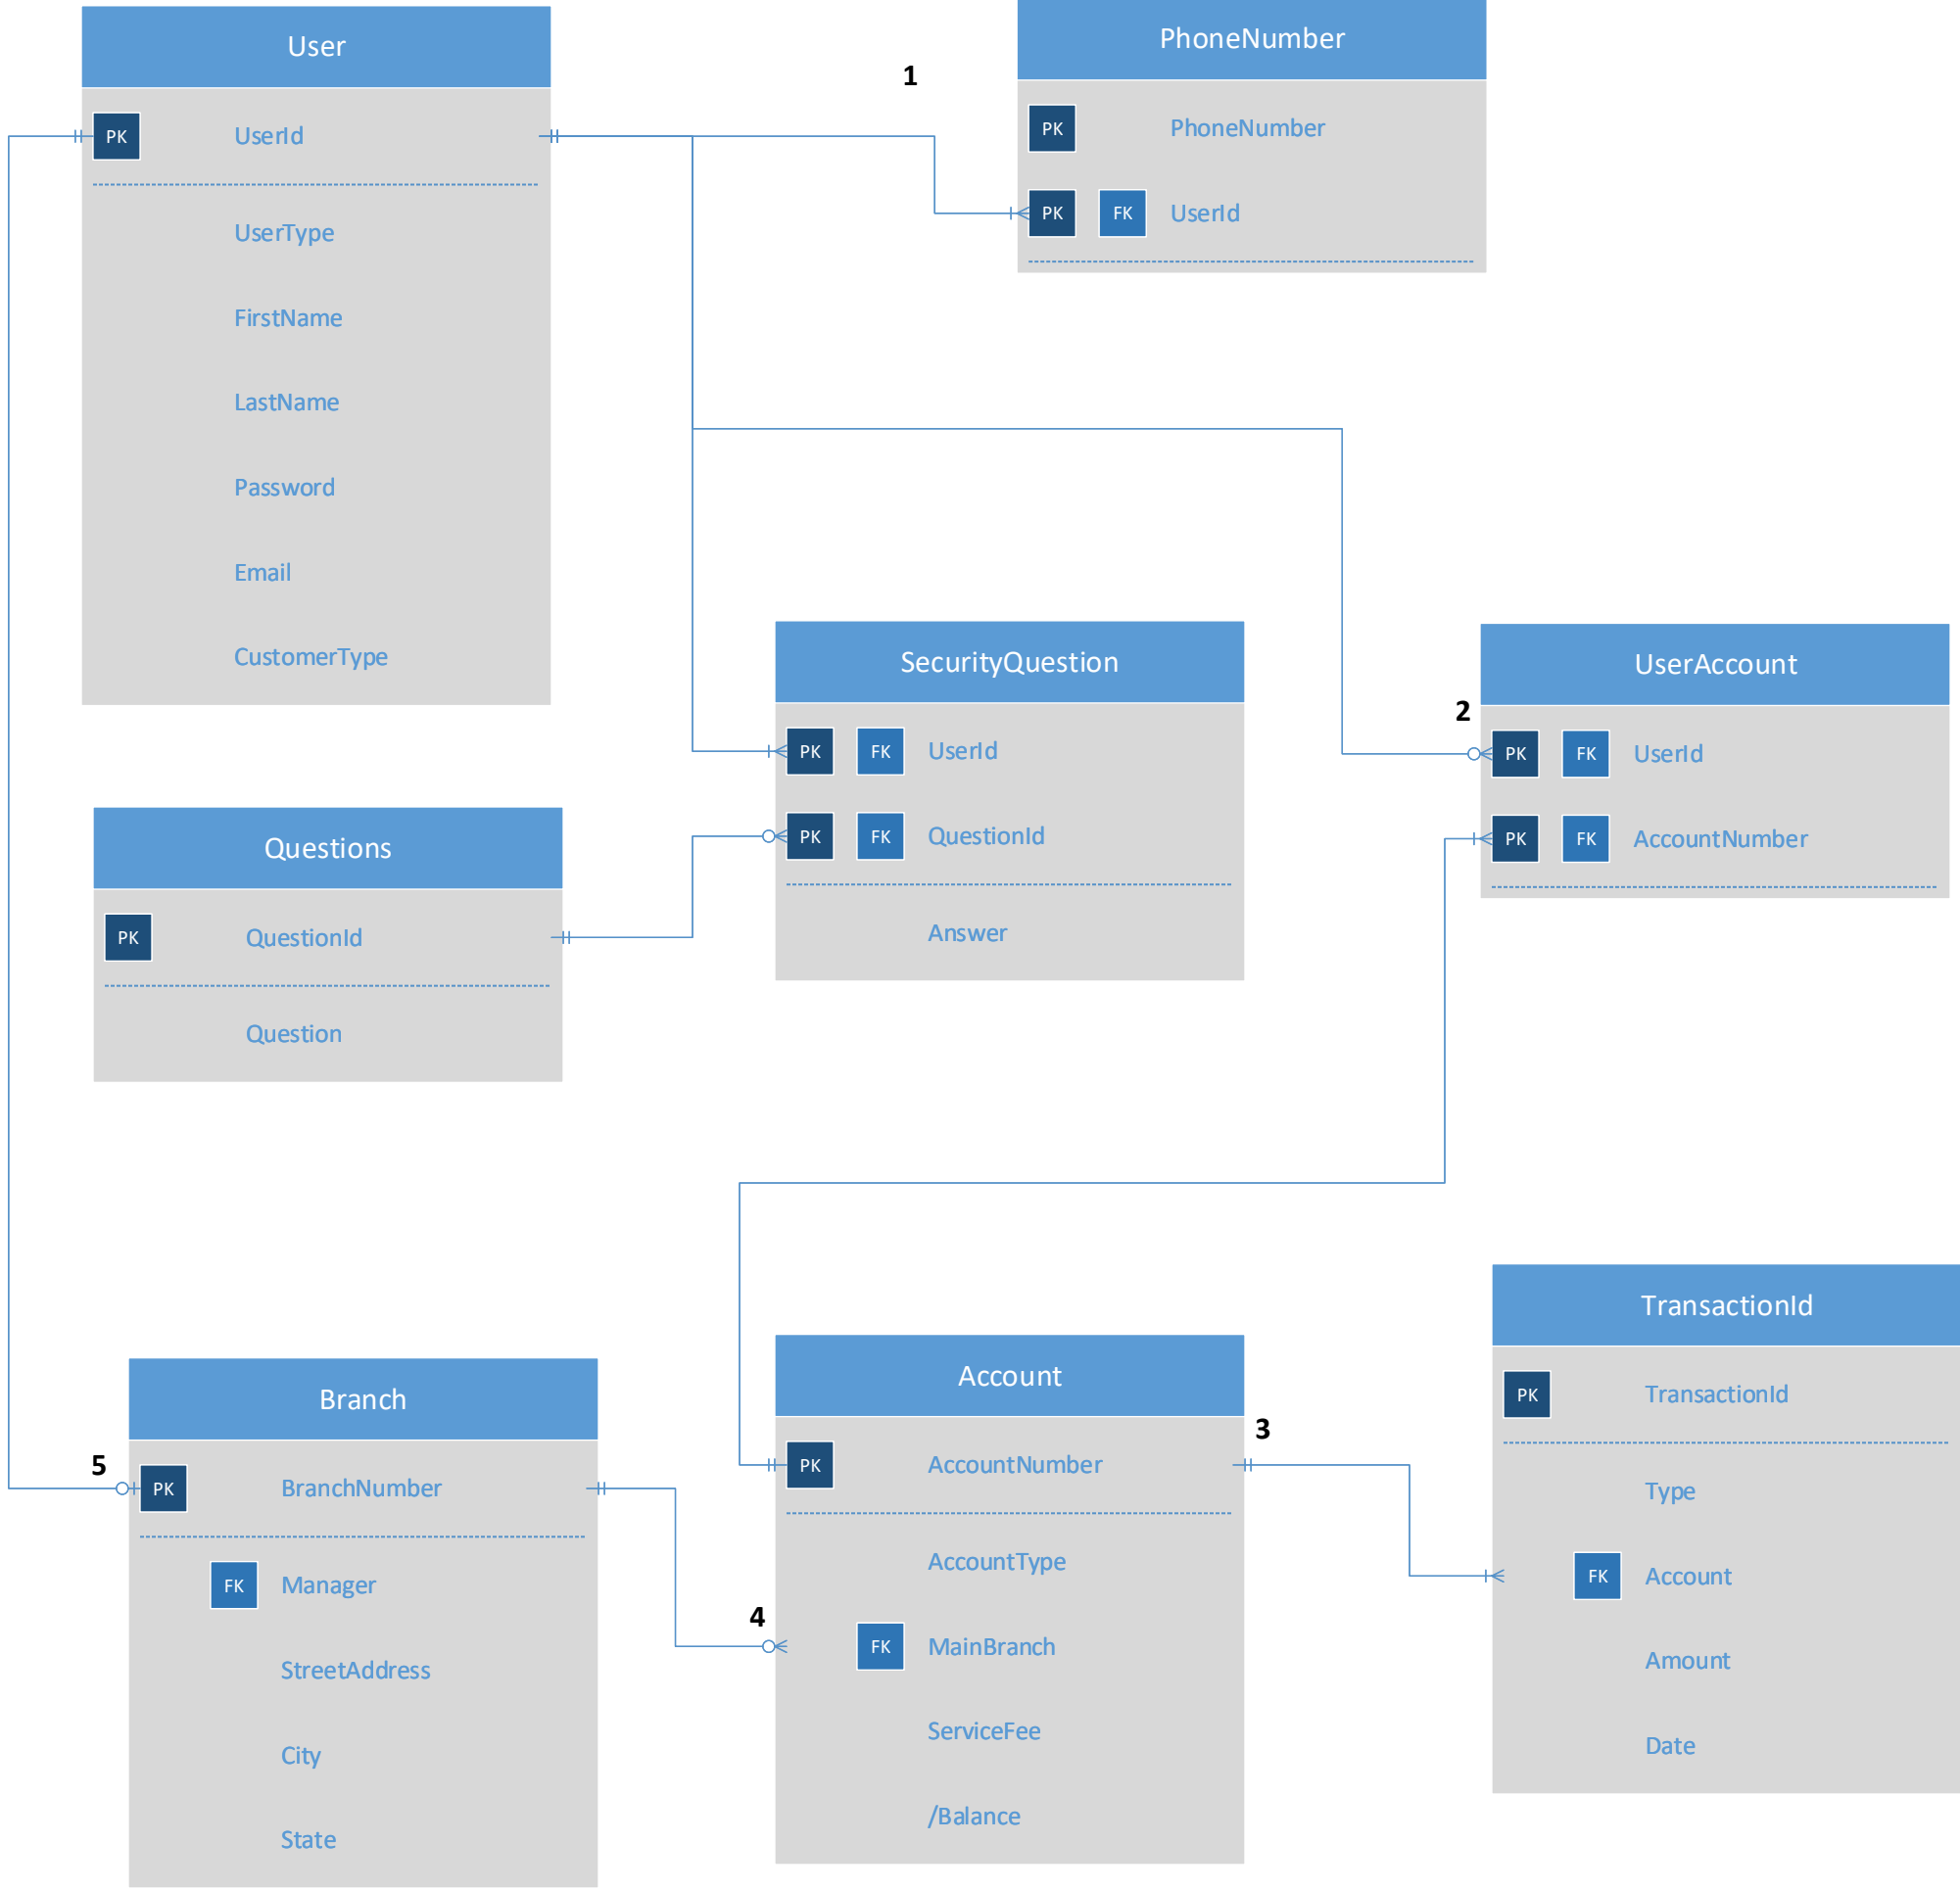 User
PK UserId
UserType
FirstName
LastName
Password
Email
CustomerType
1
PhoneNumber
PK PhoneNumber
PK FK UserId
SecurityQuestion
PK FK UserId
PK FK QuestionId
Answer
2
UserAccount
PK FK UserId
PK FK AccountNumber
Questions
PK QuestionId
Question
5
Branch
PK BranchNumber
FK Manager
StreetAddress
City
State
4
Account
PK AccountNumber
AccountType
FK MainBranch
ServiceFee
/Balance
3
TransactionId
PK TransactionId
Type
FK Account
Amount
Date